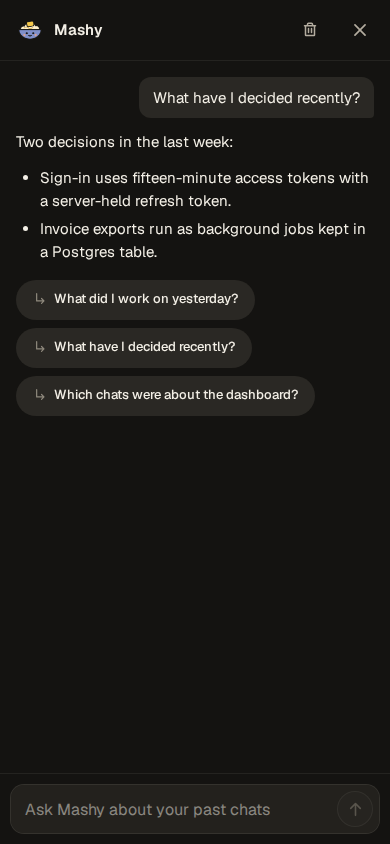 Mashy
What have I decided recently?
Two decisions in the last week:
• Sign-in uses fifteen-minute access tokens with
a server-held refresh token.
• Invoice exports run as background jobs kept in
a Postgres table.
↳ What did I work on yesterday?
↳ What have I decided recently?
↳ Which chats were about the dashboard?
Ask Mashy about your past chats